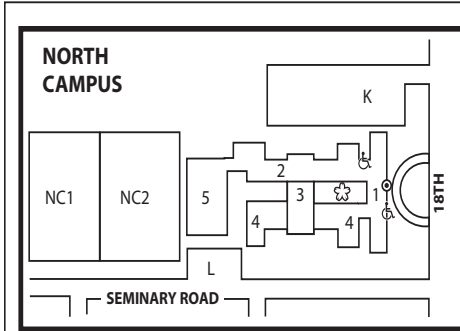 NORTH
CAMPUS
K
2
NC1
NC2
5
3
1
18TH
4
4
L
SEMINARY ROAD